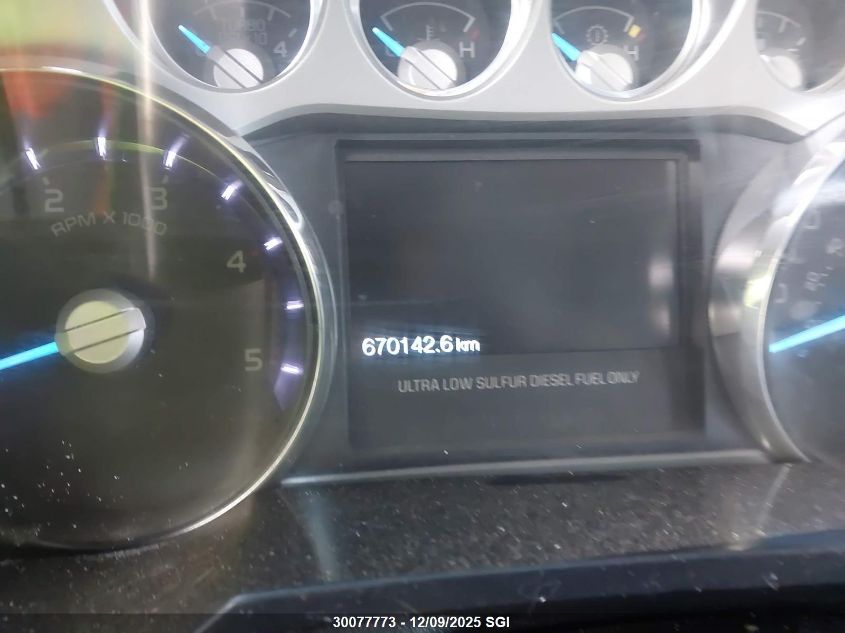 4
E H
H
2 3
RPM X 1000
4
5
670142.6 km
ULTRA LOW SULFUR DIESEL FUEL ONLY
30077773 - 12/09/2025 SGI